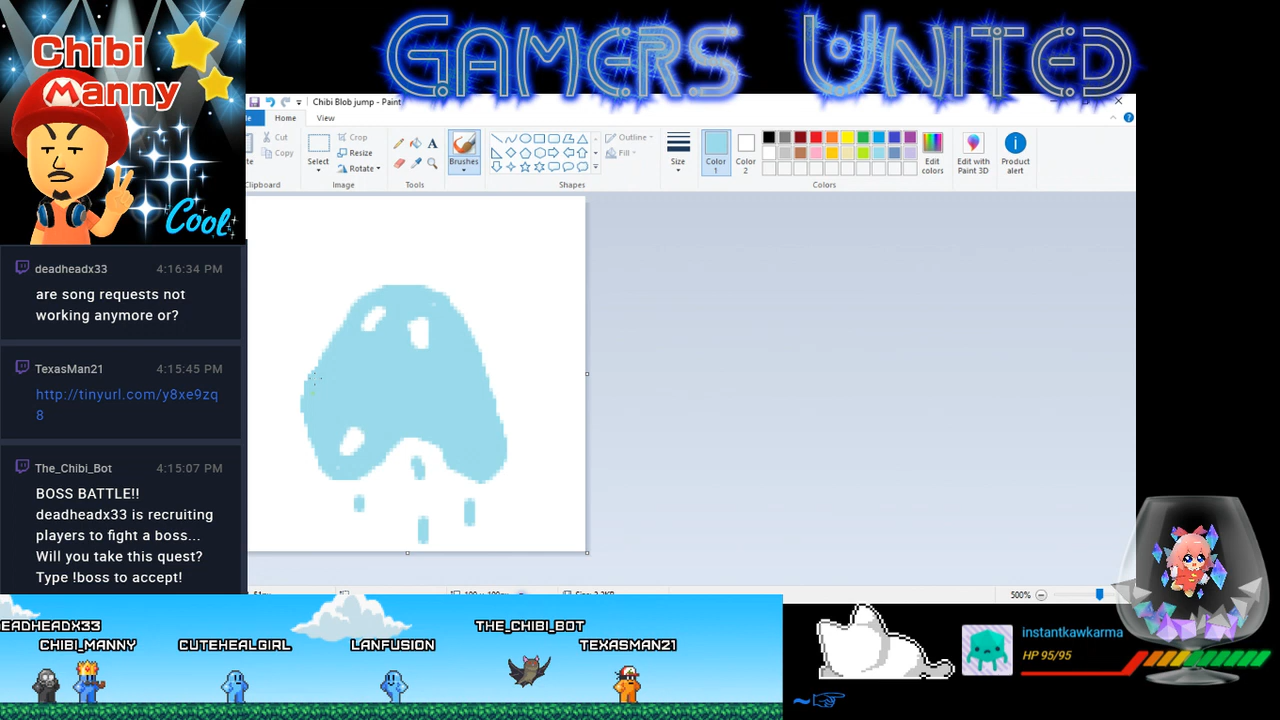 GAMERS UNITED
Chibi
Manny
Cool
Chibi Blob jump - Paint
Home
View
Cut
Copy
Clipboard
Select
Crop
Resize
Rotate
Image
Tools
Brushes
Shapes
Outline
Fill
Size
Color
1
Color
2
Colors
Edit
colors
Edit with
Paint 3D
Product
alert
deadheadx33
4:16:34 PM
are song requests not
working anymore or?
TexasMan21
4:15:45 PM
http://tinyurl.com/y8xe9zq
8
The_Chibi_Bot
4:15:07 PM
BOSS BATTLE!!
deadheadx33 is recruiting
players to fight a boss...
Will you take this quest?
Type !boss to accept!
500%
EADHEADX33
CHIBI_MANNY
CUTEHEALGIRL
LANFUSION
THE_CHIBI_BOT
TEXASMAN21
instantkawkarma
HP 95/95